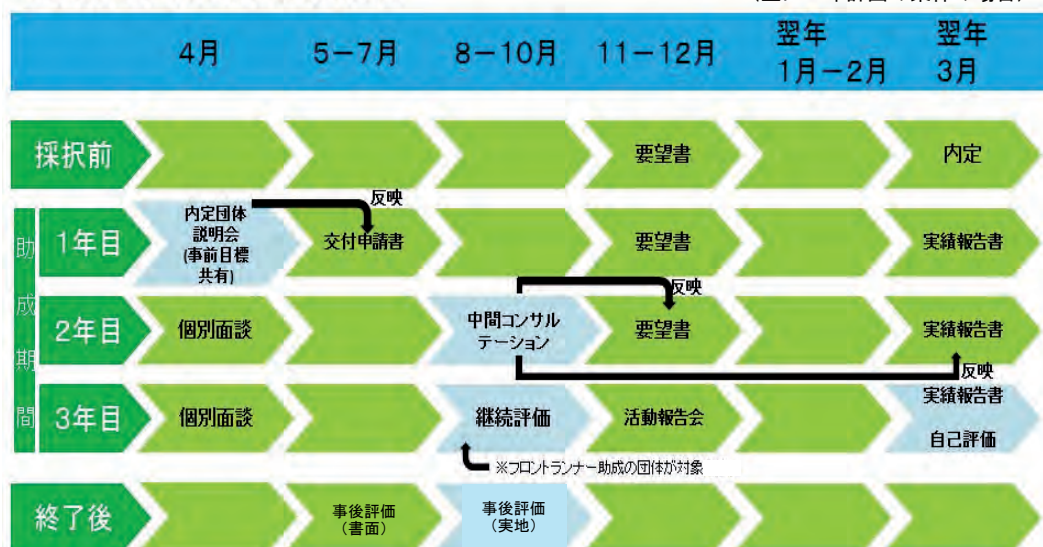 4月
5－7月
8－10月
11－12月
翌年
1月－2月
翌年
3月
採択前
要望書
内定
助成期間
1年目
内定団体
説明会
(事前目標
共有)
反映
交付申請書
要望書
実績報告書
2年目
個別面談
中間コンサル
テーション
反映
要望書
実績報告書
反映
3年目
個別面談
継続評価
活動報告会
実績報告書
自己評価
※フロントランナー助成の団体が対象
終了後
事後評価
（書面）
事後評価
（実地）